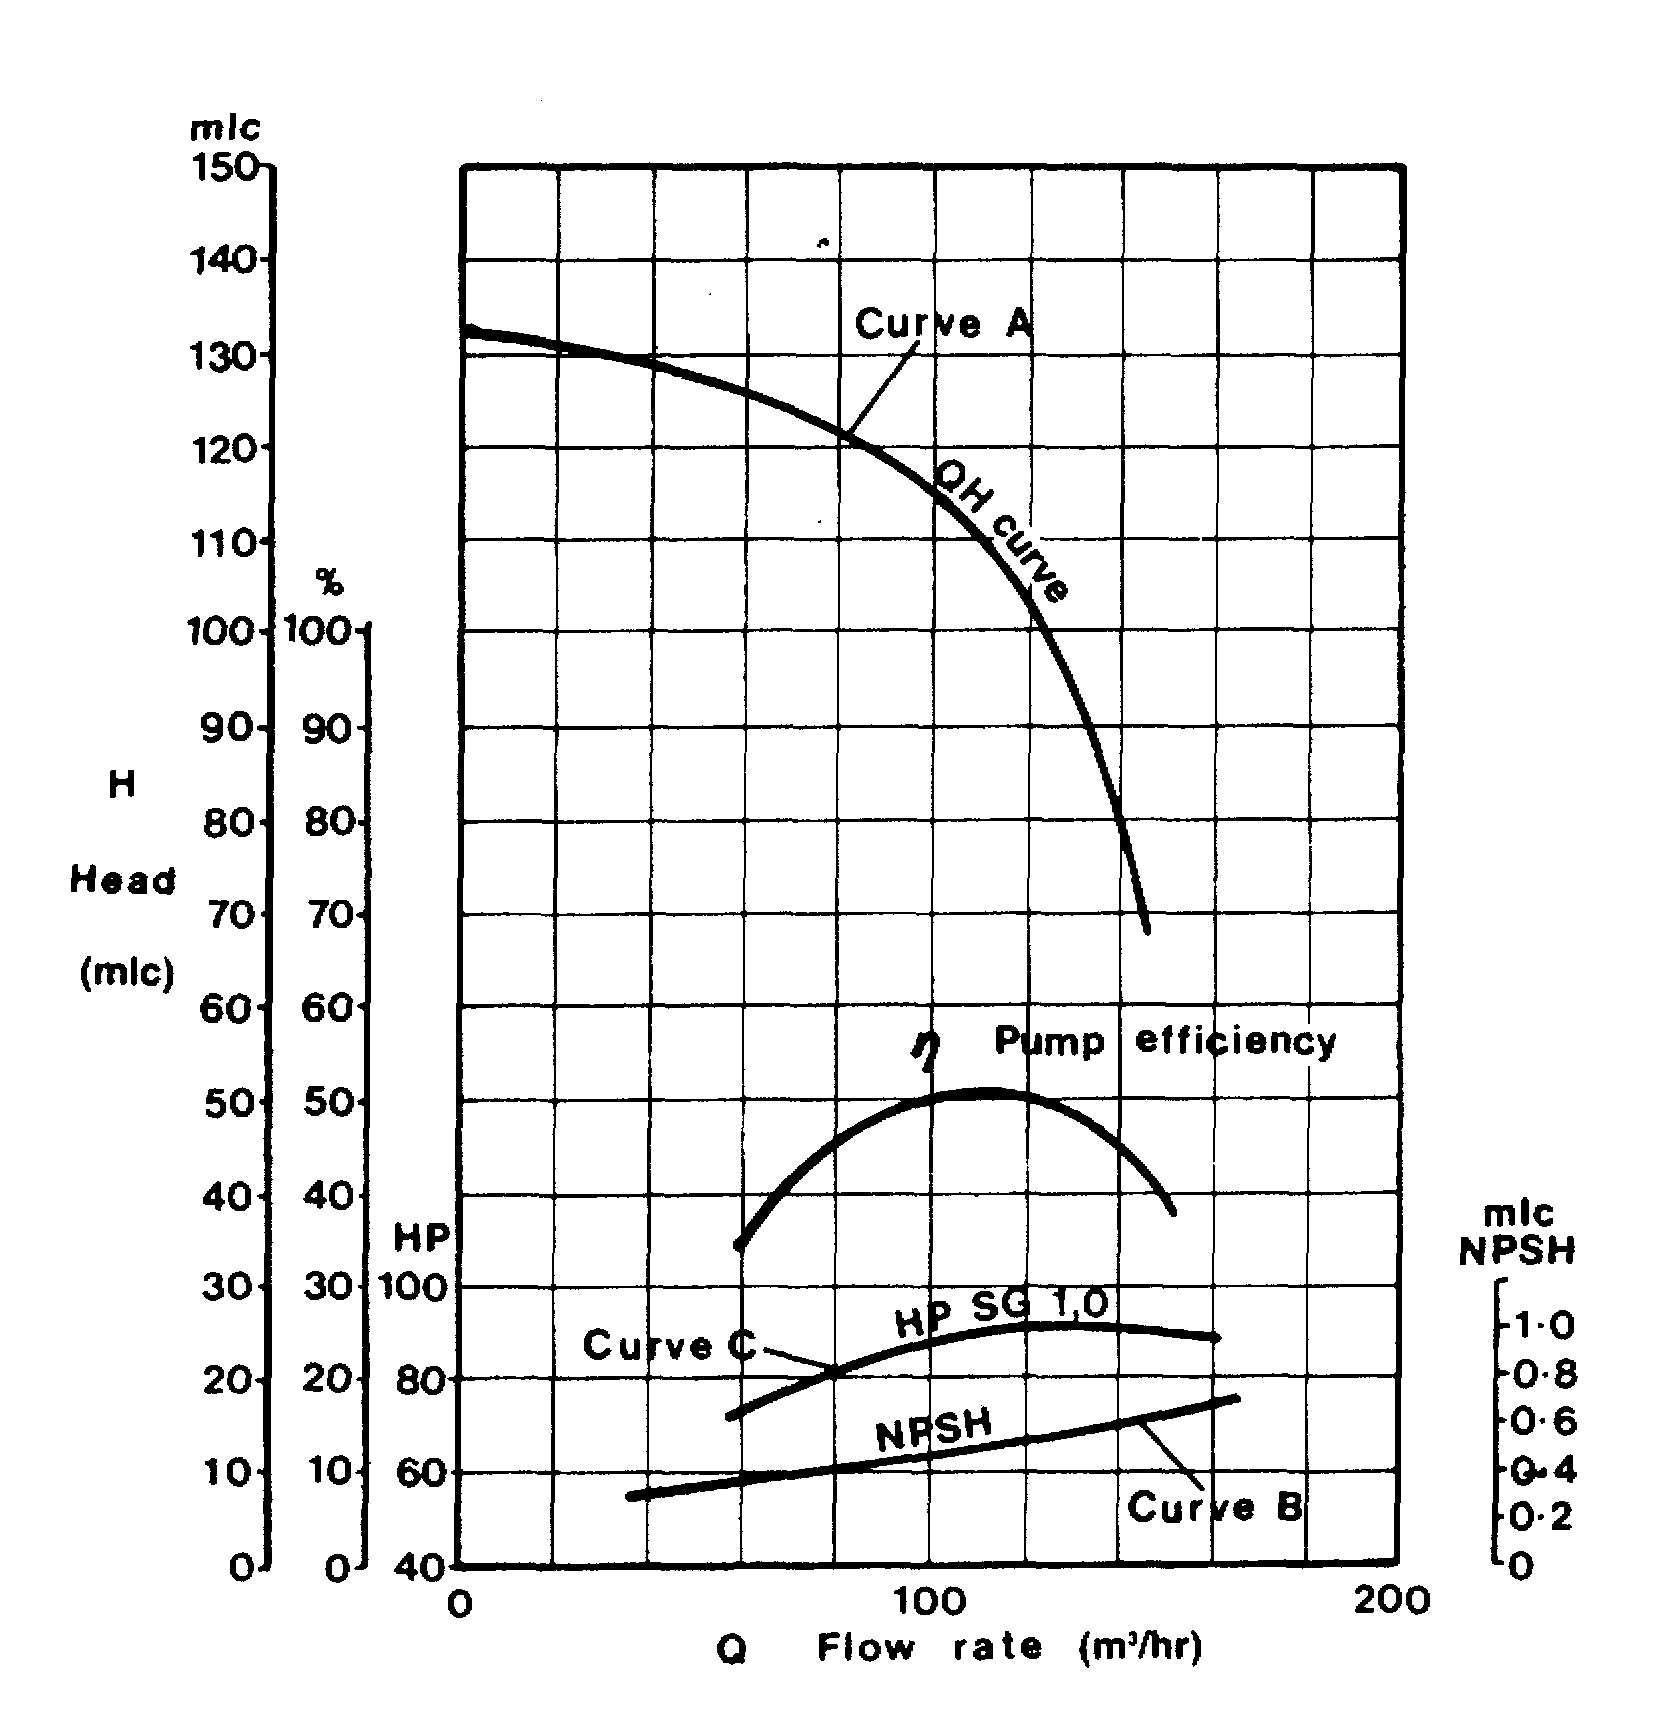 mlc
150
140
Curve A
130
120
QH curve
110
%
100 100
90 90
H
80 80
Head
70 70
(mlc)
60 60
η Pump efficiency
50 50
40 40
mlc
HP
NPSH
30 30 100
HP SG 1,0
1·0
Curve C
20 20 80
0·8
NPSH
0·6
10 10 60
0·4
Curve B
0·2
0 0 40
0
0 100 200
Q Flow rate (m³/hr)